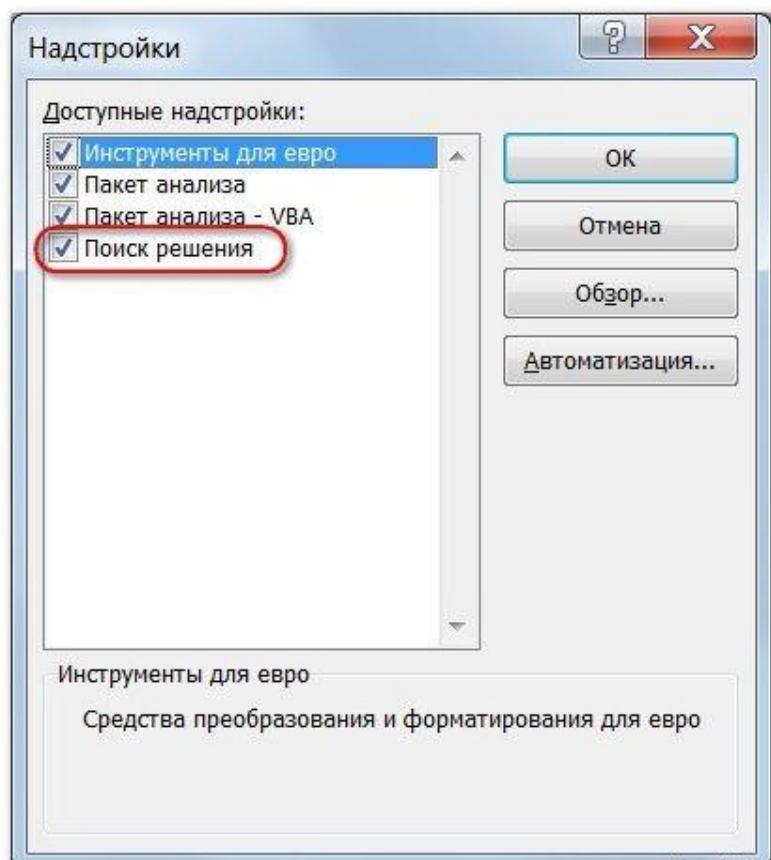 Надстройки
Доступные надстройки:
Инструменты для евро
Пакет анализа
Пакет анализа - VBA
Поиск решения
ОК
Отмена
Обзор...
Автоматизация...
Инструменты для евро
Средства преобразования и форматирования для евро